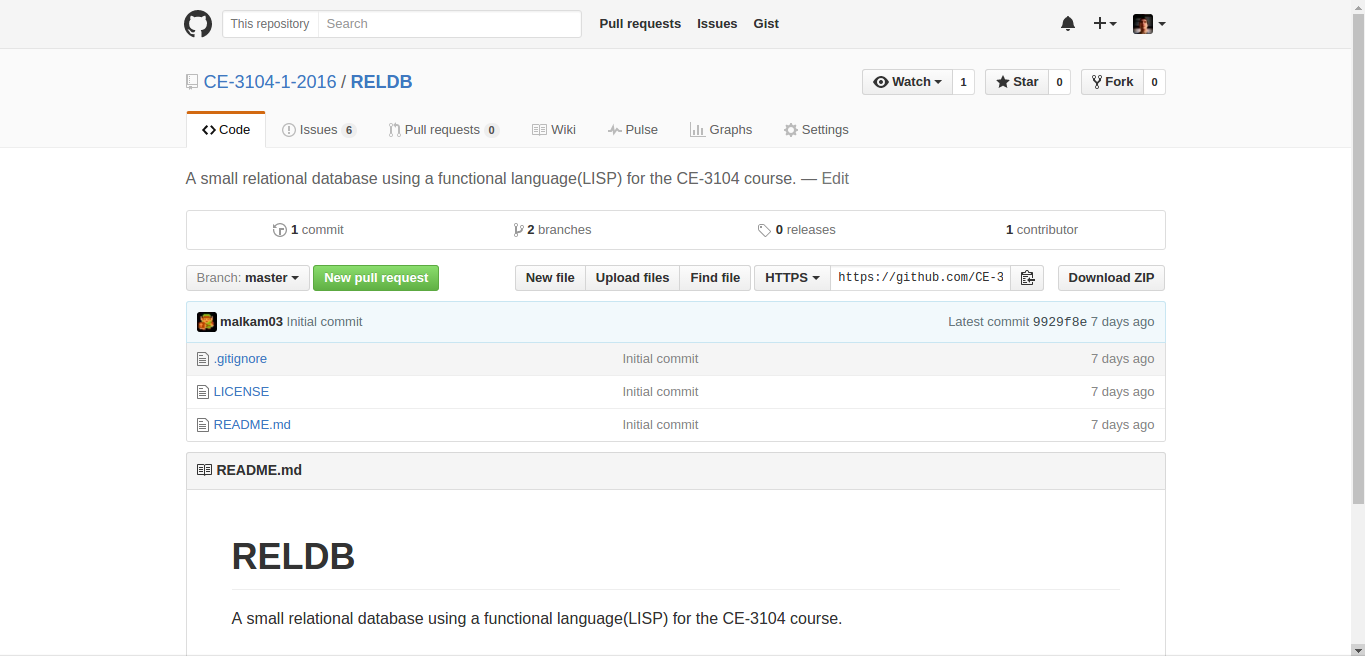 This repository Search Pull requests Issues Gist
CE-3104-1-2016 / RELDB Watch 1 Star 0 Fork 0
Code Issues 6 Pull requests 0 Wiki Pulse Graphs Settings
A small relational database using a functional language(LISP) for the CE-3104 course. — Edit
1 commit 2 branches 0 releases 1 contributor
Branch: master New pull request New file Upload files Find file HTTPS https://github.com/CE-3 Download ZIP
malkam03 Initial commit Latest commit 9929f8e 7 days ago
.gitignore Initial commit 7 days ago
LICENSE Initial commit 7 days ago
README.md Initial commit 7 days ago
README.md
RELDB
A small relational database using a functional language(LISP) for the CE-3104 course.